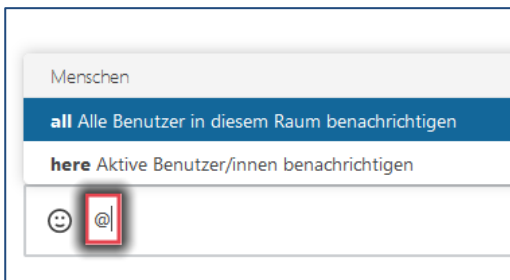 Menschen
all Alle Benutzer in diesem Raum benachrichtigen
here Aktive Benutzer/innen benachrichtigen
@